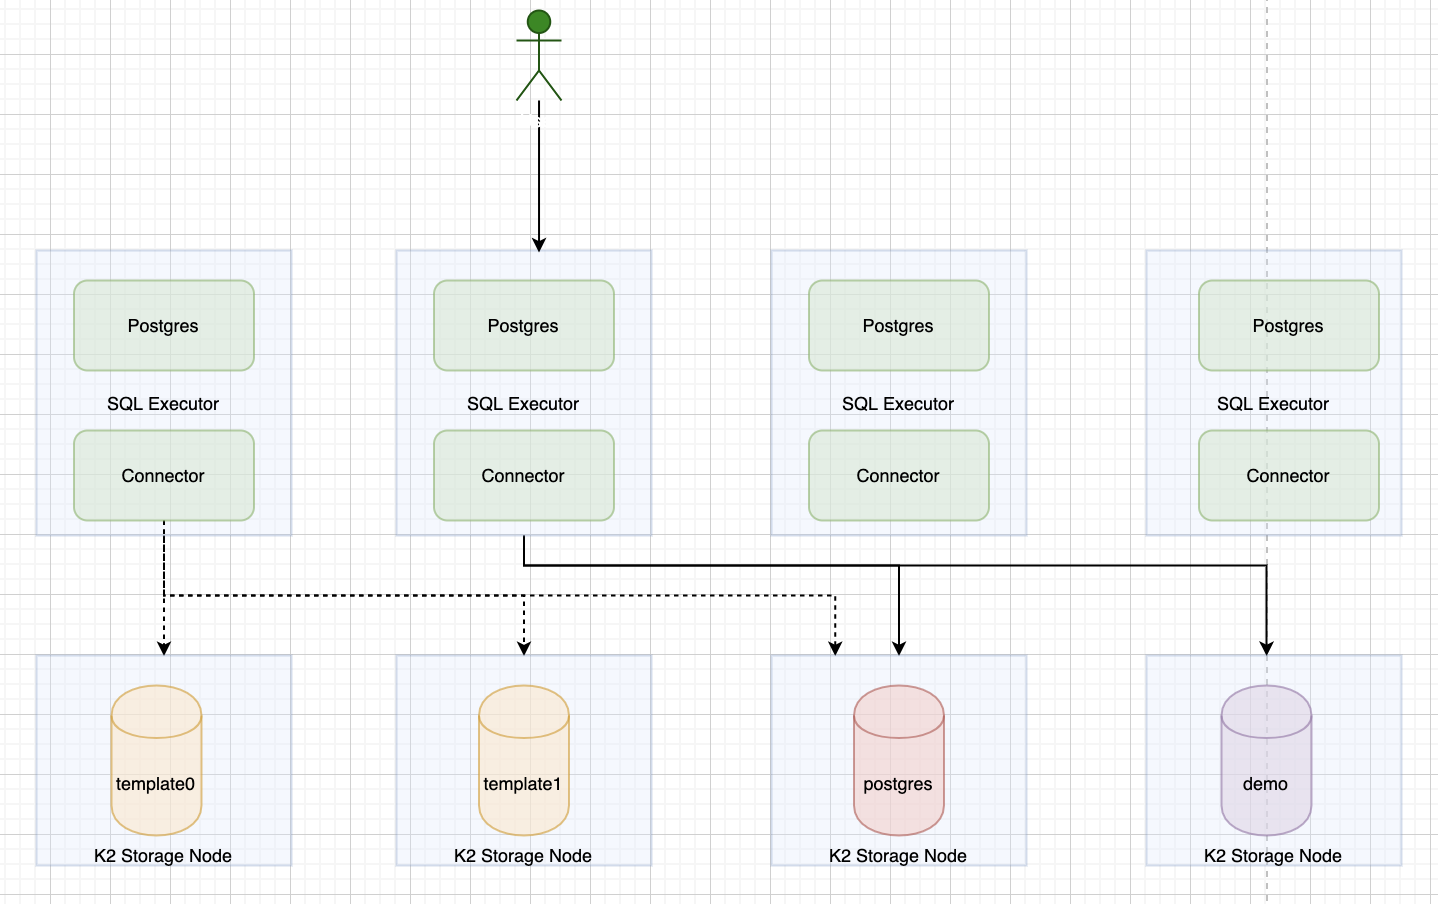 Postgres
Postgres
Postgres
Postgres
SQL Executor
SQL Executor
SQL Executor
SQL Executor
Connector
Connector
Connector
Connector
template0
template1
postgres
demo
K2 Storage Node
K2 Storage Node
K2 Storage Node
K2 Storage Node